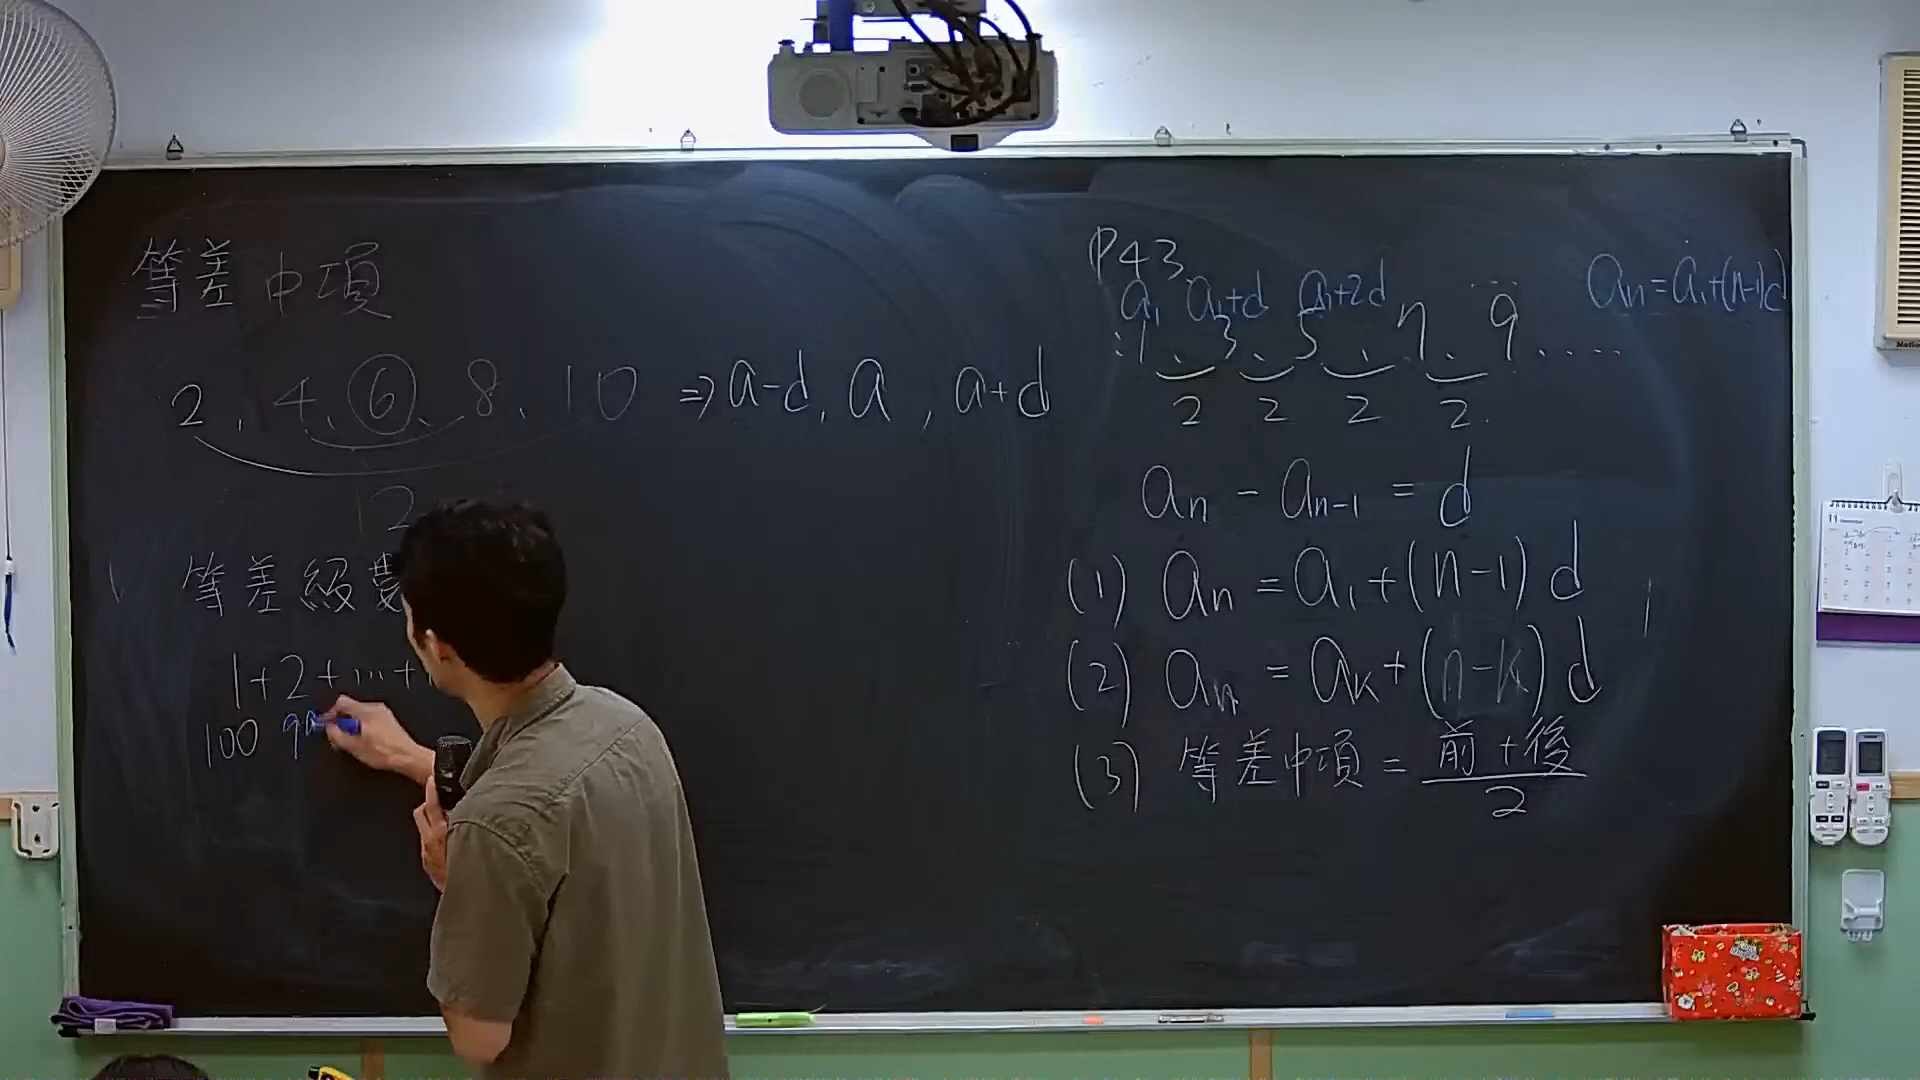 等差中項
2, 4, 6, 8, 10 ⇒ a-d, a, a+d
12
等差級數
1+2+...+
100 99
P43
a₁ a₁+d a₁+2d ... aₙ=a₁+(n-1)d
1, 3, 5, 7, 9, ....
2 2 2 2
aₙ - aₙ₋₁ = d
(1) aₙ = a₁+(n-1)d
(2) aₙ = aₖ+(n-k)d
(3) 等差中項 = 前+後
2